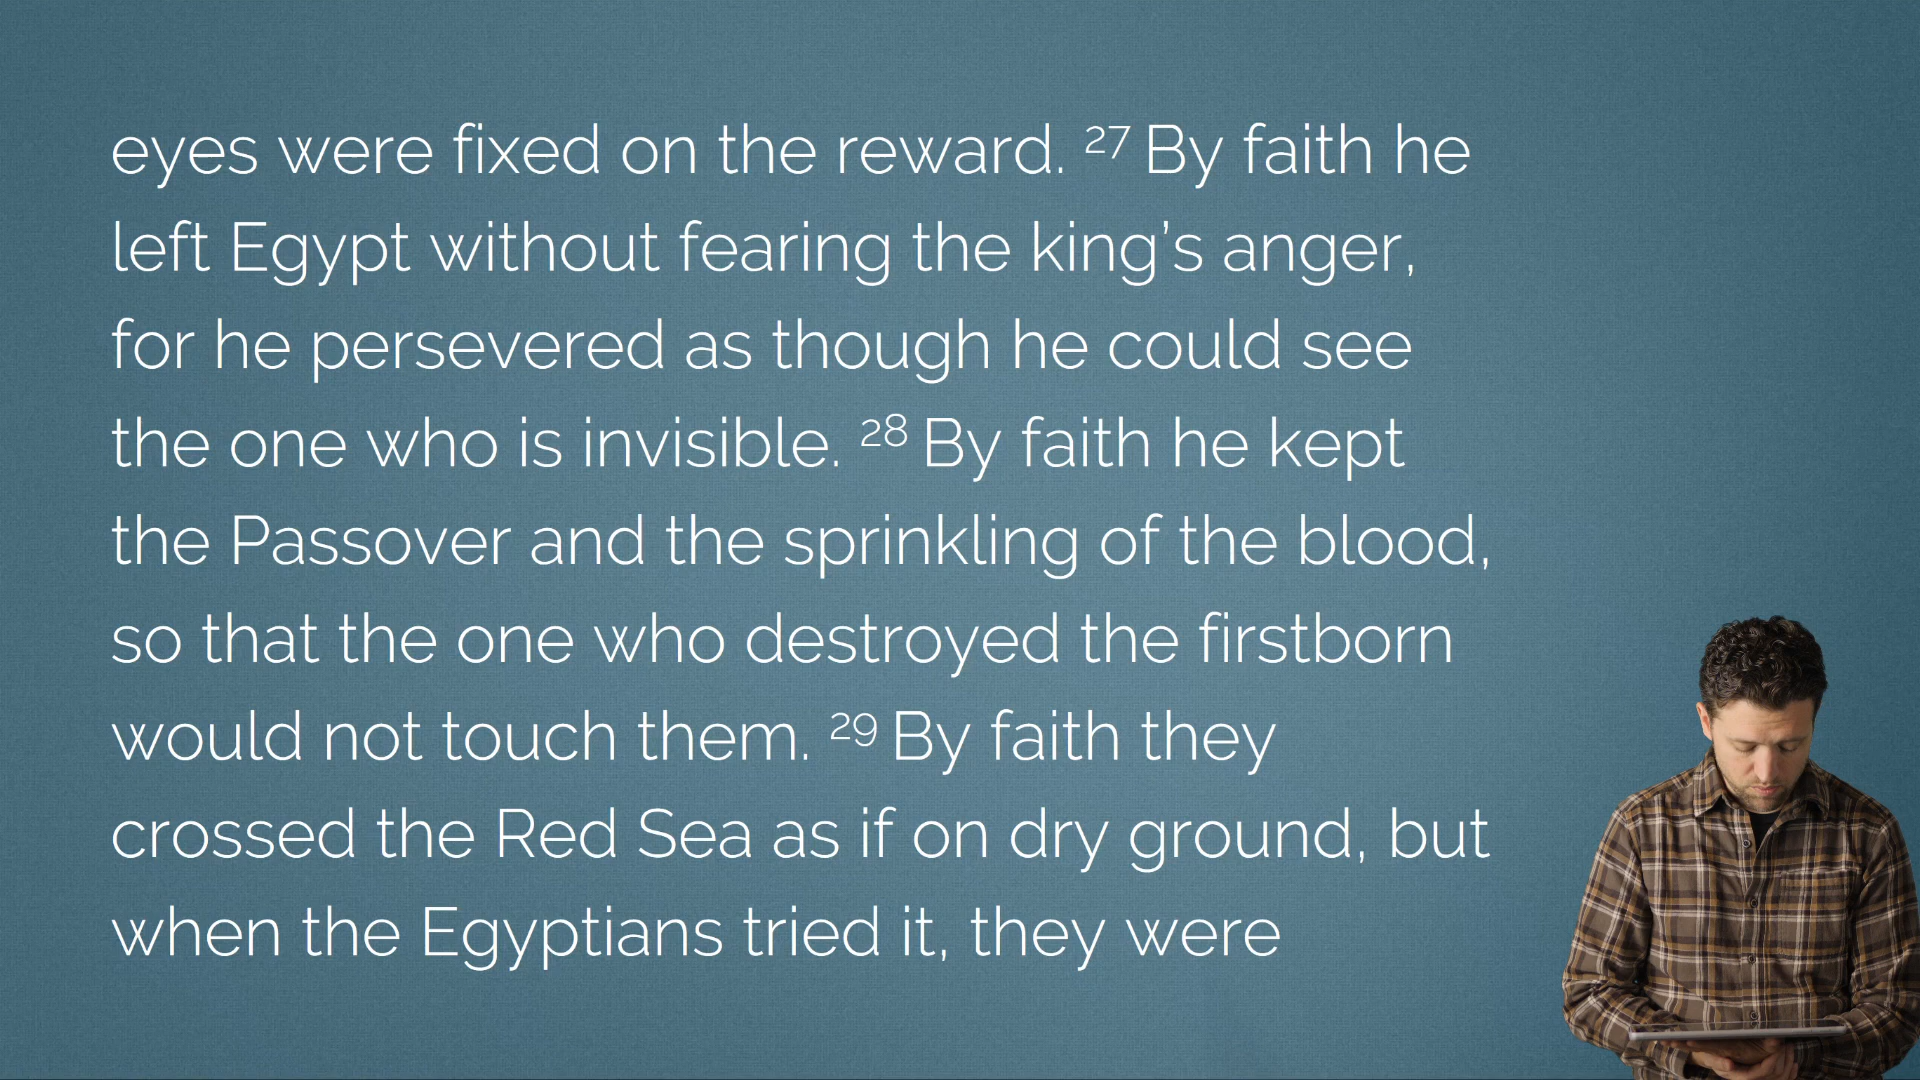 eyes were fixed on the reward. 27 By faith he
left Egypt without fearing the king’s anger,
for he persevered as though he could see
the one who is invisible. 28 By faith he kept
the Passover and the sprinkling of the blood,
so that the one who destroyed the firstborn
would not touch them. 29 By faith they
crossed the Red Sea as if on dry ground, but
when the Egyptians tried it, they were